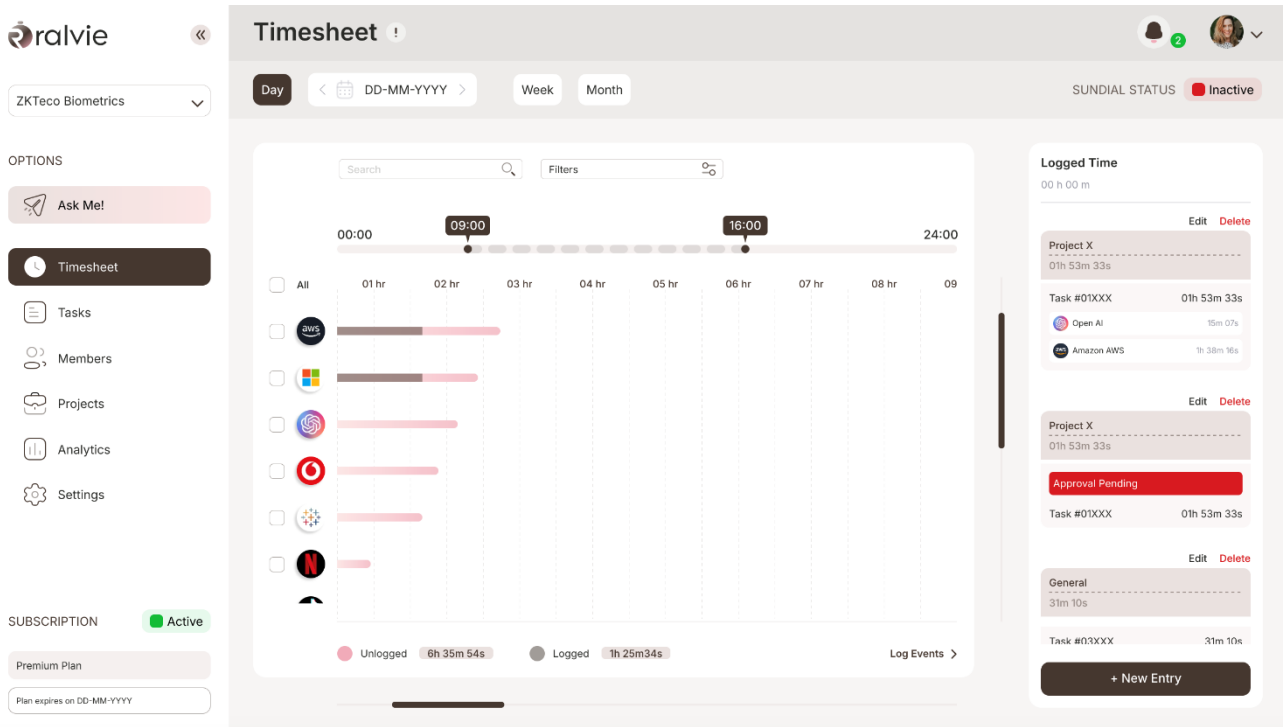 ralvie
«
ZKTeco Biometrics
OPTIONS
Ask Me!
Timesheet
Tasks
Members
Projects
Analytics
Settings
SUBSCRIPTION
Active
Premium Plan
Plan expires on DD-MM-YYYY
Timesheet !
2
Day
DD-MM-YYYY
Week
Month
SUNDIAL STATUS
Inactive
Search
Filters
00:00
09:00
16:00
24:00
All
01 hr 02 hr 03 hr 04 hr 05 hr 06 hr 07 hr 08 hr 09
aws
N
Unlogged 6h 35m 54s
Logged 1h 25m34s
Log Events >
Logged Time
00 h 00 m
Edit Delete
Project X
01h 53m 33s
Task #01XXX 01h 53m 33s
Open AI 15m 07s
aws Amazon AWS 1h 38m 16s
Edit Delete
Project X
01h 53m 33s
Approval Pending
Task #01XXX 01h 53m 33s
Edit Delete
General
31m 10s
Task #03XXX 31m 10s
+ New Entry